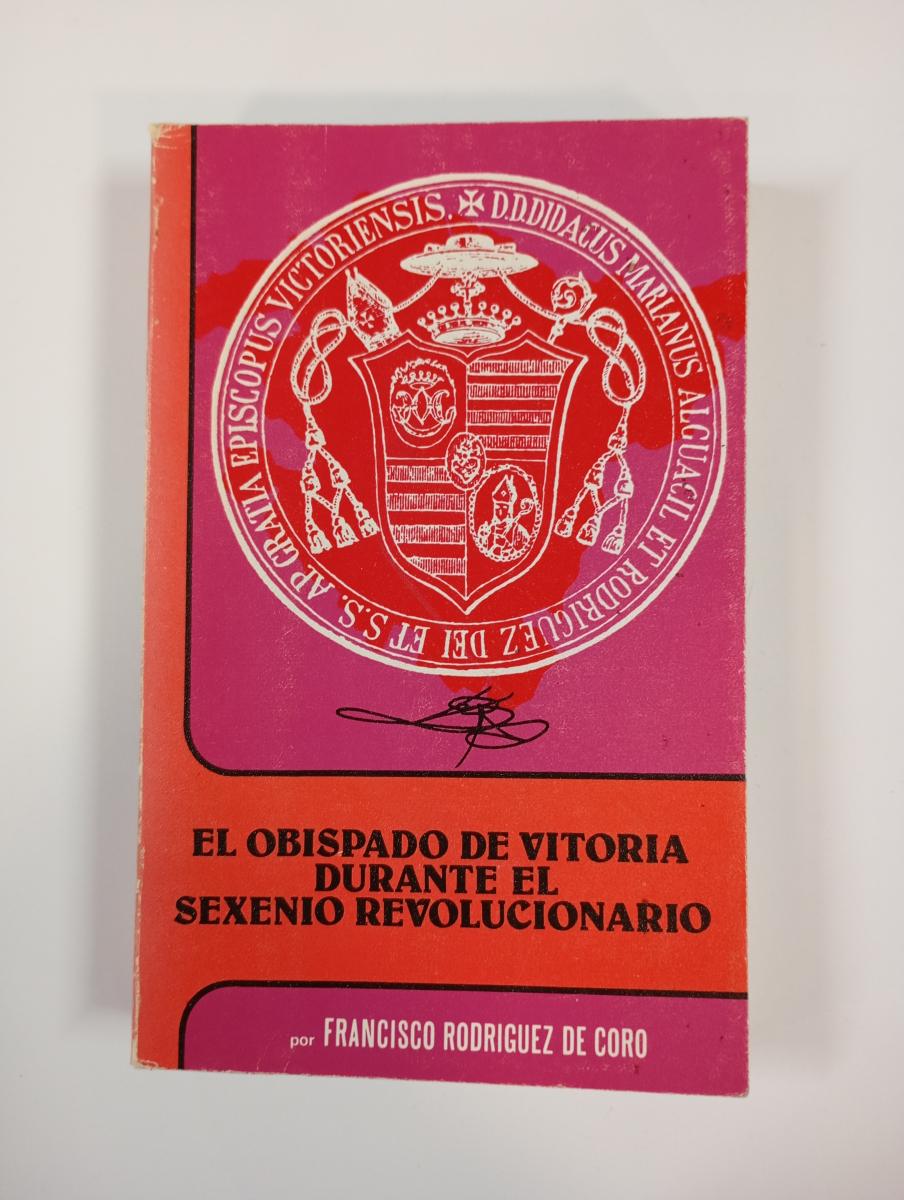 ✠ D.D.DIDAcUS MARIANUS ALGUACIL ET RODRIGUEZ DEI ET S.S. AP. GRATIA EPISCOPUS VICTORIENSIS.
EL OBISPADO DE VITORIA
DURANTE EL
SEXENIO REVOLUCIONARIO
por FRANCISCO RODRIGUEZ DE CORO